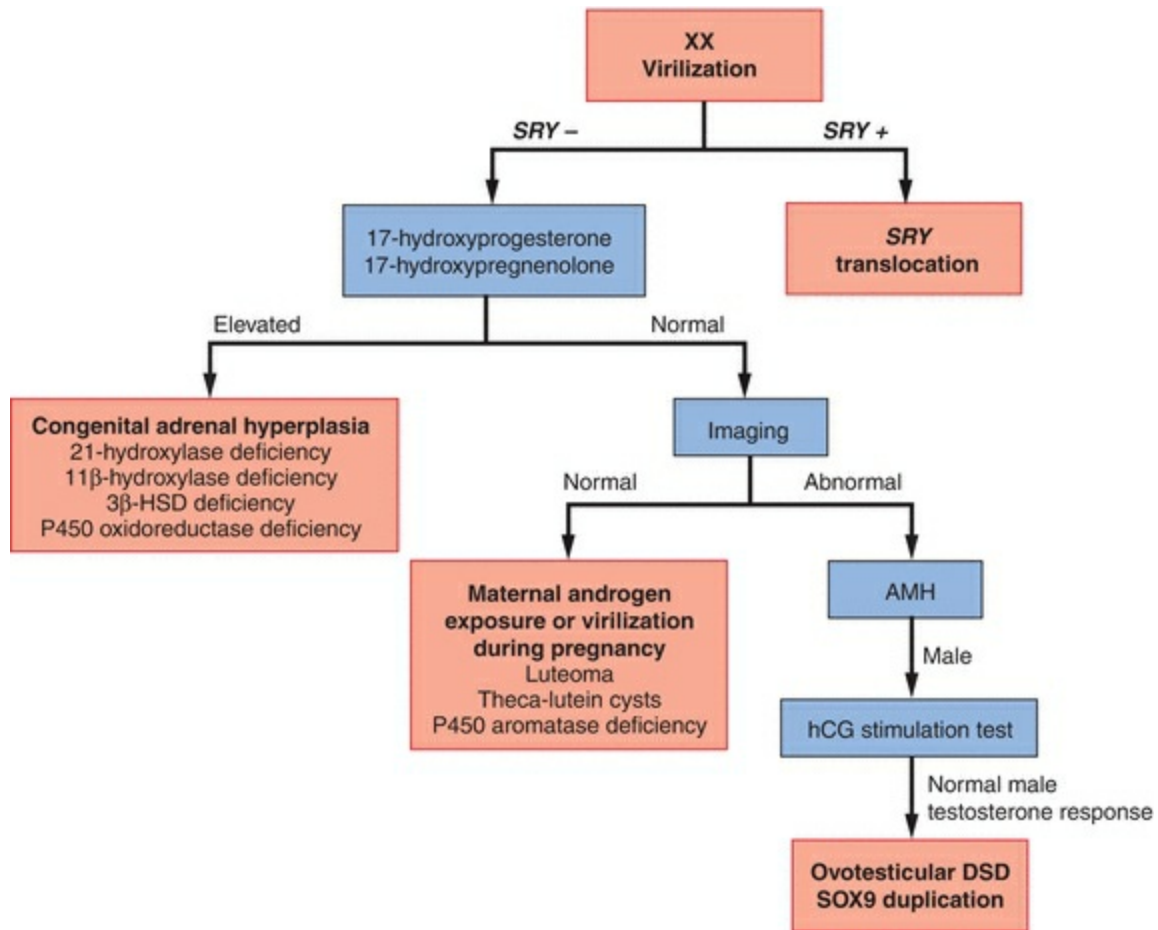 XX
Virilization
SRY –
SRY +
17-hydroxyprogesterone
17-hydroxypregnenolone
SRY
translocation
Elevated
Normal
Congenital adrenal hyperplasia
21-hydroxylase deficiency
11β-hydroxylase deficiency
3β-HSD deficiency
P450 oxidoreductase deficiency
Imaging
Normal
Abnormal
Maternal androgen
exposure or virilization
during pregnancy
Luteoma
Theca-lutein cysts
P450 aromatase deficiency
AMH
Male
hCG stimulation test
Normal male
testosterone response
Ovotesticular DSD
SOX9 duplication